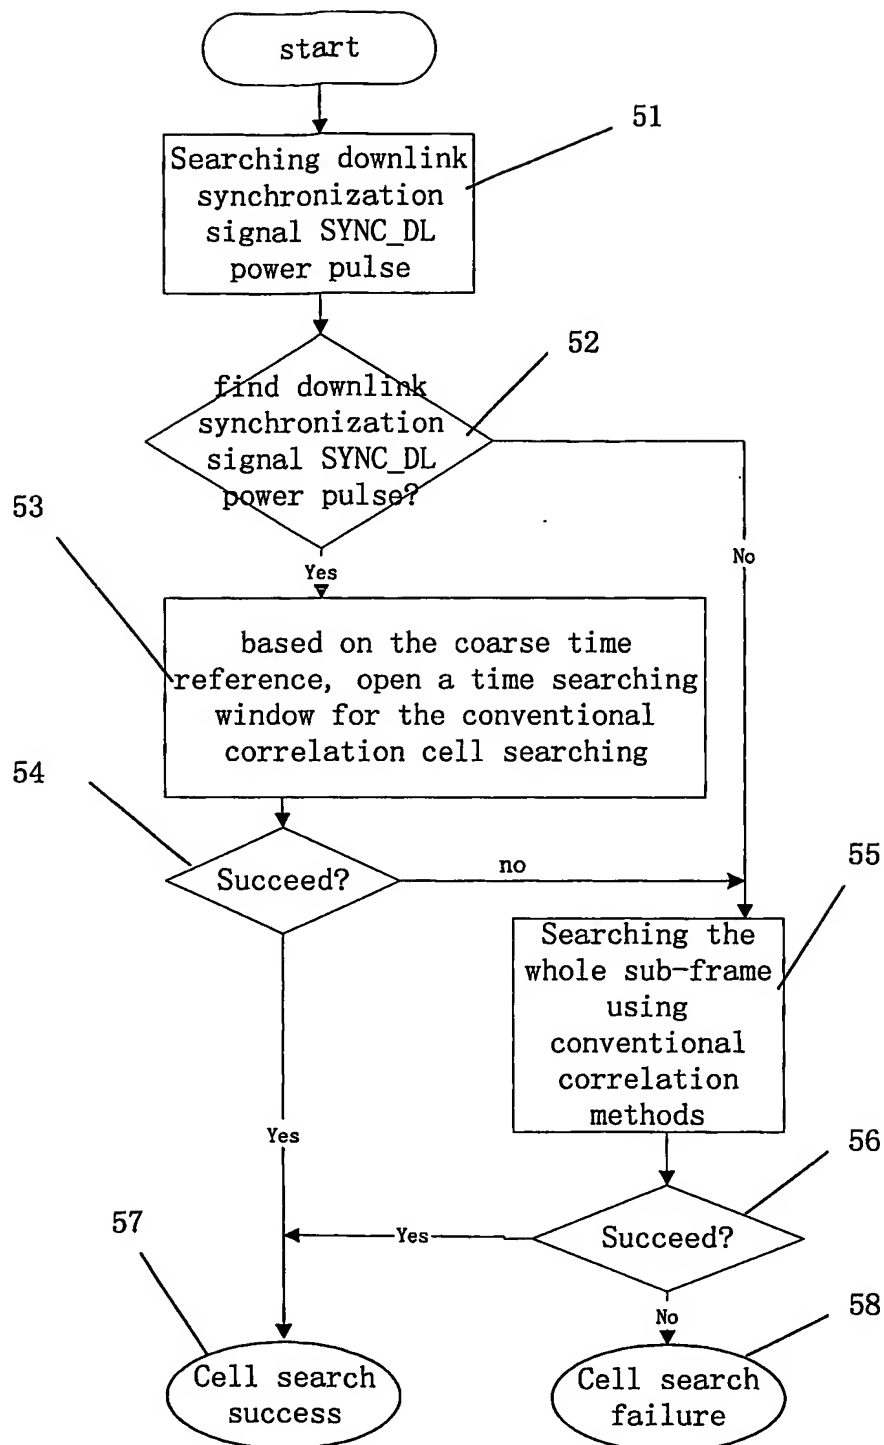 start
51
Searching downlink
synchronization
signal SYNC_DL
power pulse
52
find downlink
synchronization
signal SYNC_DL
power pulse?
53
No
Yes
based on the coarse time
reference, open a time searching
window for the conventional
correlation cell searching
54
Succeed?
no
55
Searching the
whole sub-frame
using
conventional
correlation
methods
Yes
56
57
Yes
Succeed?
No
58
Cell search
success
Cell search
failure